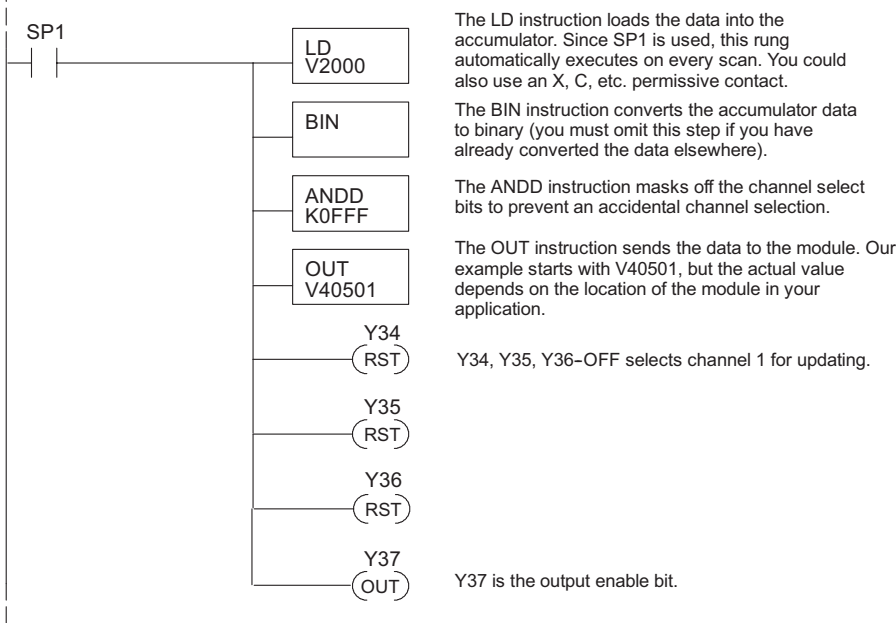 SP1
LD
V2000
The LD instruction loads the data into the
accumulator. Since SP1 is used, this rung
automatically executes on every scan. You could
also use an X, C, etc. permissive contact.
BIN
The BIN instruction converts the accumulator data
to binary (you must omit this step if you have
already converted the data elsewhere).
ANDD
K0FFF
The ANDD instruction masks off the channel select
bits to prevent an accidental channel selection.
OUT
V40501
The OUT instruction sends the data to the module. Our
example starts with V40501, but the actual value
depends on the location of the module in your
application.
Y34
RST
Y34, Y35, Y36–OFF selects channel 1 for updating.
Y35
RST
Y36
RST
Y37
OUT
Y37 is the output enable bit.